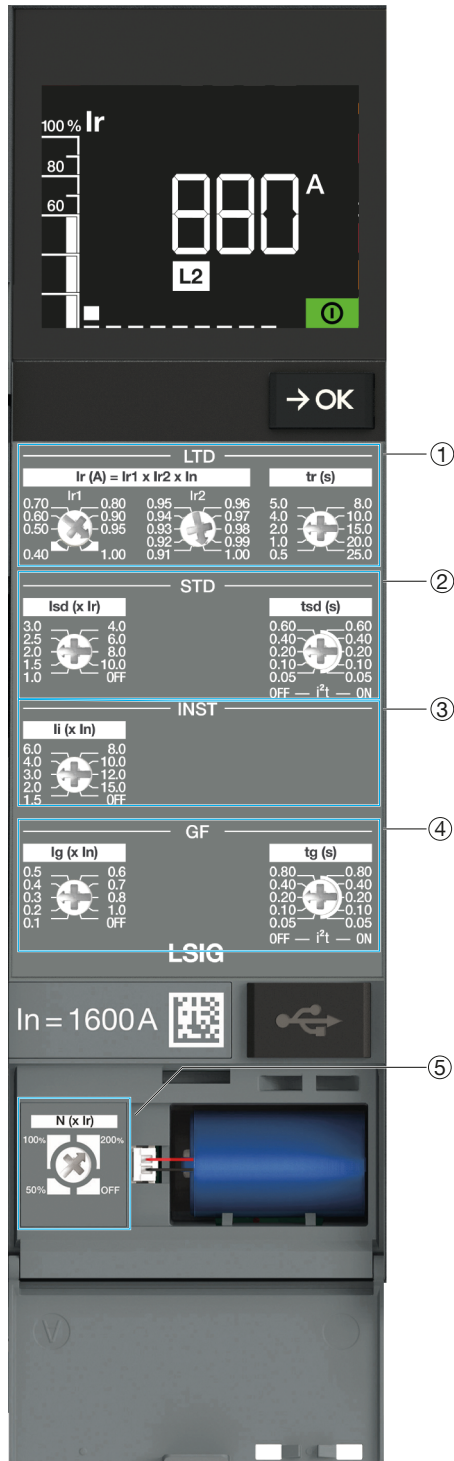 100 % Ir
80
60
880 A
L2
→ OK
① 
LTD
Ir (A) = Ir1 x Ir2 x In
tr (s)
Ir1
Ir2
0.70 0.80 0.95 0.96 5.0 8.0
0.60 0.90 0.94 0.97 4.0 10.0
0.50 0.95 0.93 0.98 2.0 15.0
0.92 0.99 1.0 20.0
0.40 1.00 0.91 1.00 0.5 25.0
②
STD
Isd (x Ir) tsd (s)
3.0 4.0 0.60 0.60
2.5 6.0 0.40 0.40
2.0 8.0 0.20 0.20
1.5 10.0 0.10 0.10
1.0 OFF 0.05 0.05
OFF — i²t — ON
③
INST
Ii (x In)
6.0 8.0
4.0 10.0
3.0 12.0
2.0 15.0
1.5 OFF
④
GF
Ig (x In) tg (s)
0.5 0.6 0.80 0.80
0.4 0.7 0.40 0.40
0.3 0.8 0.20 0.20
0.2 1.0 0.10 0.10
0.1 OFF 0.05 0.05
OFF — i²t — ON
LSIG
In = 1600 A
⑤
N (x Ir)
100% 200%
50% OFF